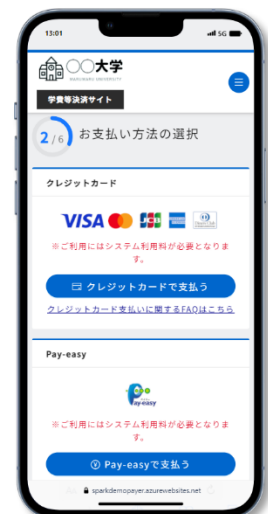 13:01
5G
〇〇大学
MARUMARU UNIVERSITY
学費等決済サイト
2/6
お支払い方法の選択
クレジットカード
VISA JCB
※ご利用にはシステム利用料が必要となりま
す。
クレジットカードで支払う
クレジットカード支払いに関するFAQはこちら
Pay-easy
Pay-easy
※ご利用にはシステム利用料が必要となりま
す。
Pay-easyで支払う
sparkdemopayer.azurewebsites.net